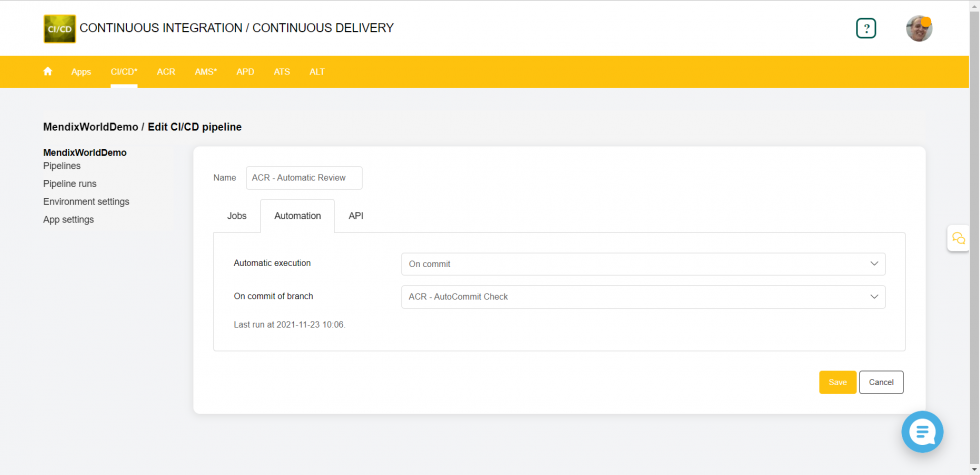 CI/CD CONTINUOUS INTEGRATION / CONTINUOUS DELIVERY
?
Apps CI/CD* ACR AMS* APD ATS ALT
MendixWorldDemo / Edit CI/CD pipeline
MendixWorldDemo
Pipelines
Pipeline runs
Environment settings
App settings
Name ACR - Automatic Review
Jobs Automation API
Automatic execution On commit
On commit of branch ACR - AutoCommit Check
Last run at 2021-11-23 10:06.
Save Cancel